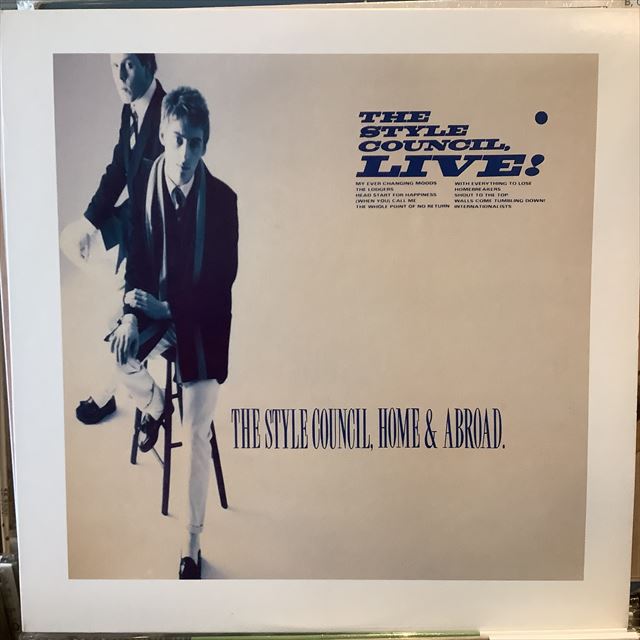 THE
STYLE
COUNCIL,
LIVE!
MY EVER CHANGING MOODS
THE LODGERS
HEAD START FOR HAPPINESS
(WHEN YOU) CALL ME
THE WHOLE POINT OF NO RETURN
WITH EVERYTHING TO LOSE
HOMEBREAKERS
SHOUT TO THE TOP
WALLS COME TUMBLING DOWN!
INTERNATIONALISTS
THE STYLE COUNCIL, HOME & ABROAD.